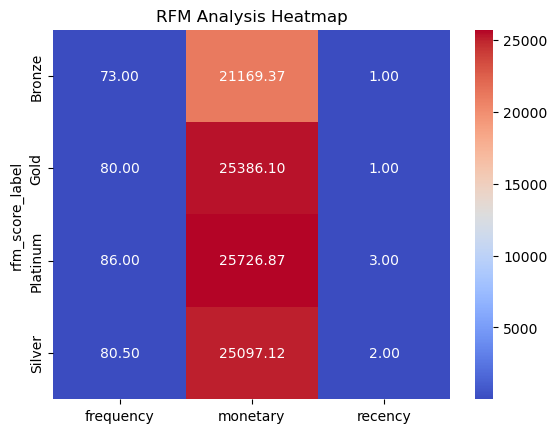 RFM Analysis Heatmap
rfm_score_label
Bronze 73.00 21169.37 1.00
Gold 80.00 25386.10 1.00
Platinum 86.00 25726.87 3.00
Silver 80.50 25097.12 2.00
frequency monetary recency
25000
20000
15000
10000
5000